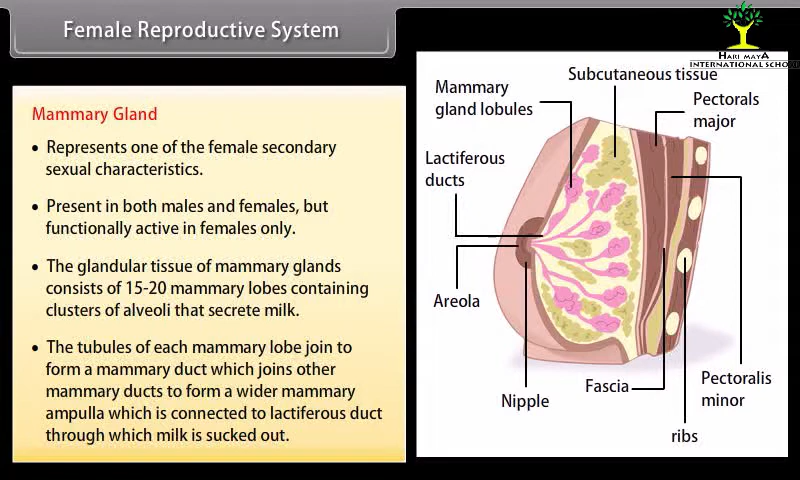 Female Reproductive System
HARI MAYA
INTERNATIONAL SCHO
Mammary Gland
• Represents one of the female secondary
sexual characteristics.
• Present in both males and females, but
functionally active in females only.
• The glandular tissue of mammary glands
consists of 15-20 mammary lobes containing
clusters of alveoli that secrete milk.
• The tubules of each mammary lobe join to
form a mammary duct which joins other
mammary ducts to form a wider mammary
ampulla which is connected to lactiferous duct
through which milk is sucked out.
Subcutaneous tissue
Mammary
gland lobules
Pectorals
major
Lactiferous
ducts
Areola
Nipple
Fascia
Pectoralis
minor
ribs